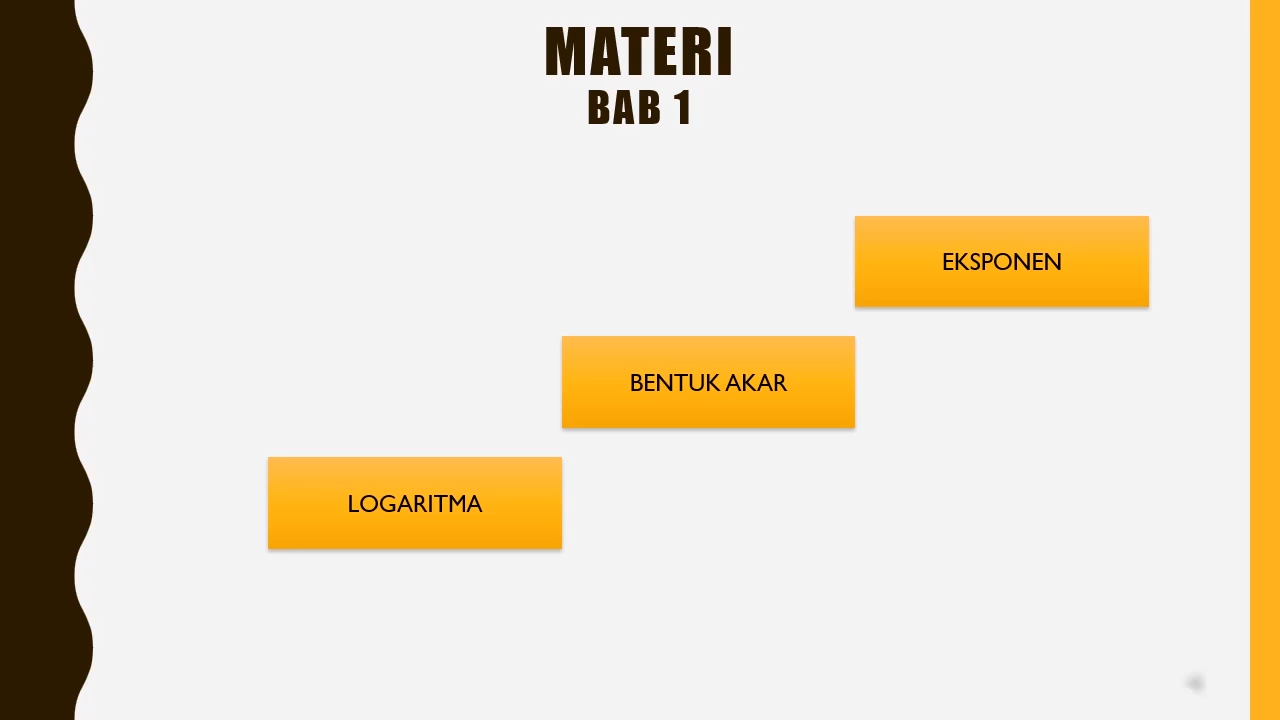 MATERI
BAB 1
EKSPONEN
BENTUK AKAR
LOGARITMA